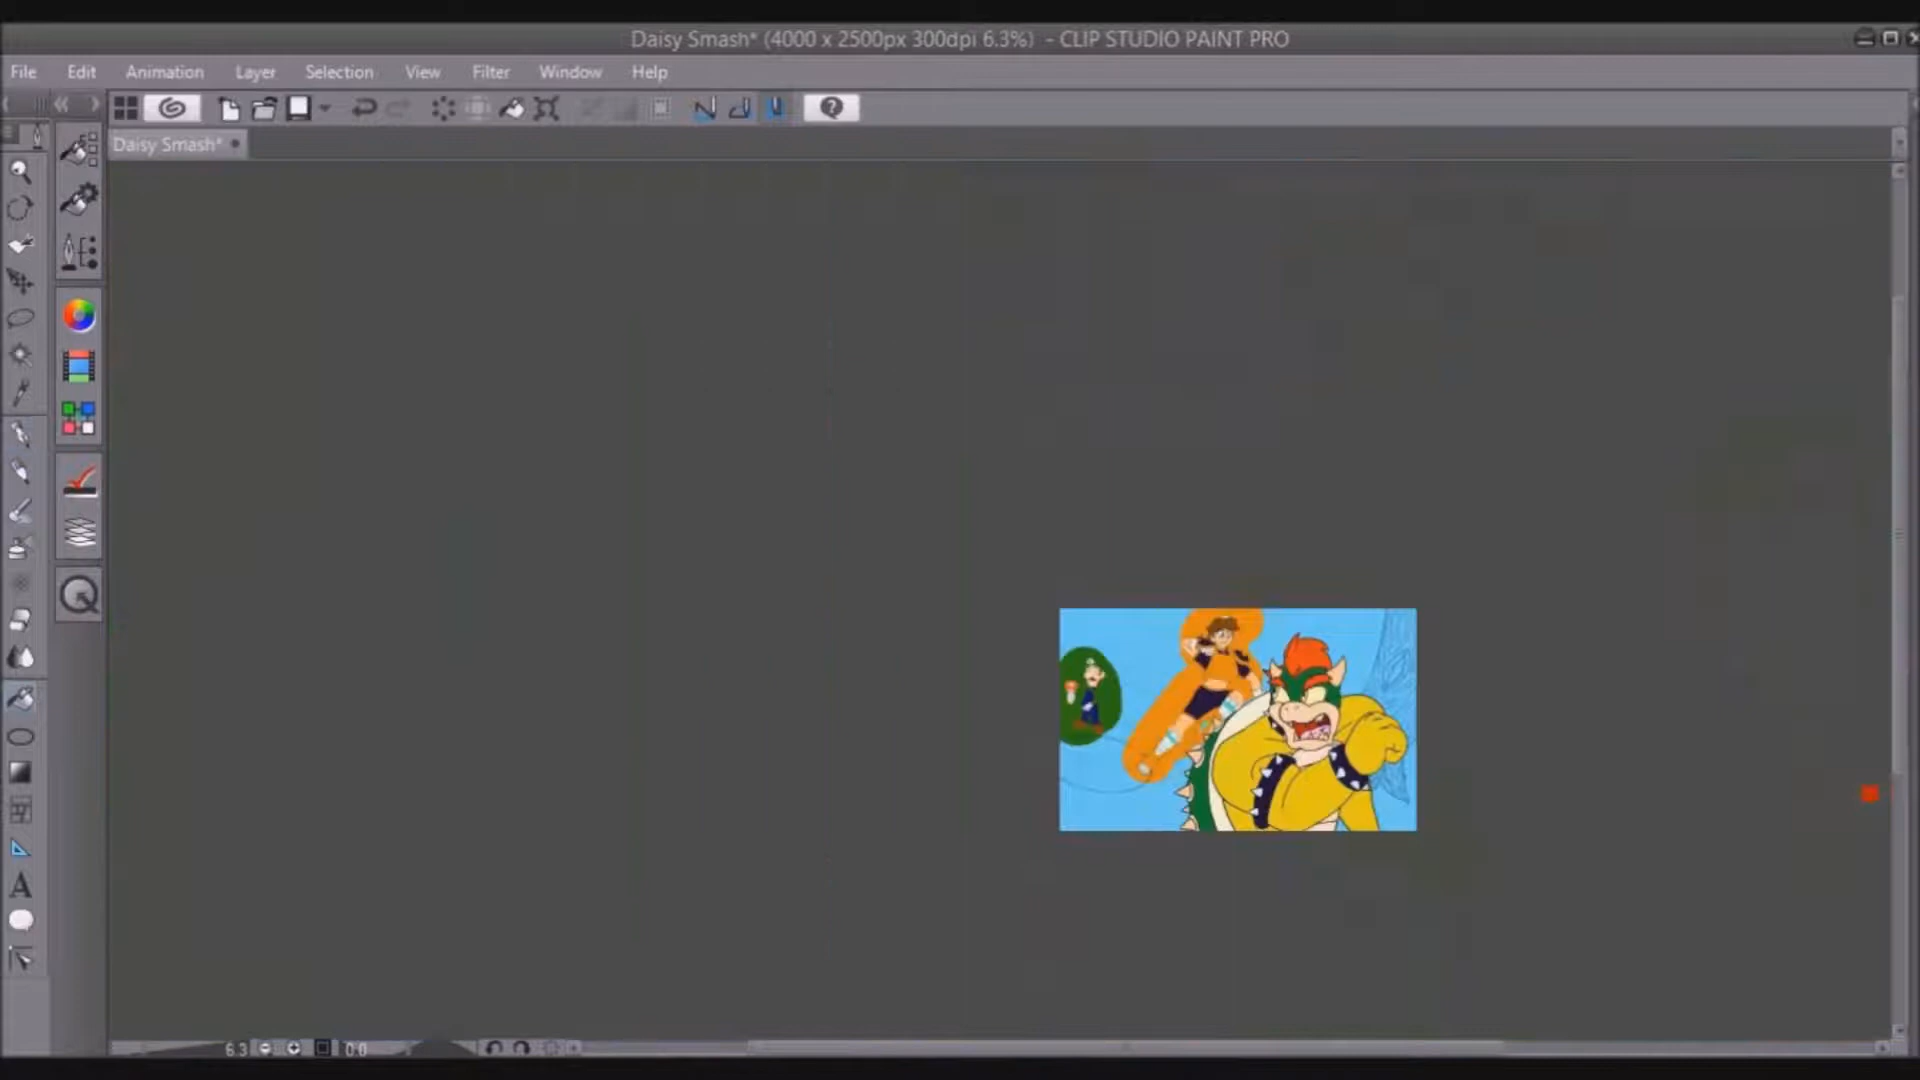 Daisy Smash* (4000 x 2500px 300dpi 6.3%) - CLIP STUDIO PAINT PRO
File Edit Animation Layer Selection View Filter Window Help
Daisy Smash*
6.3 0.0